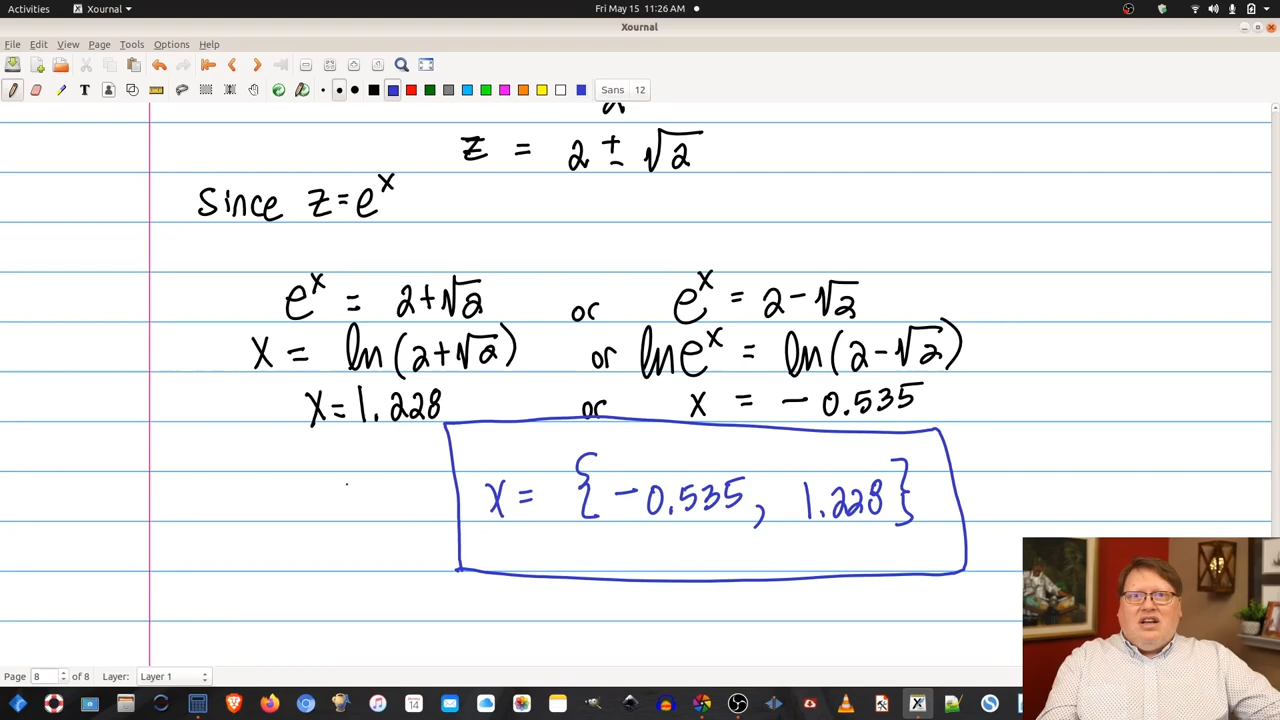 Activities Xournal Fri May 15 11:26 AM
Xournal
File Edit View Page Tools Options Help
T Sans 12
z = 2 ± √2
Since z = e^x
e^x = 2+√2 or e^x = 2-√2
x = ln(2+√2) or ln e^x = ln(2-√2)
x = 1.228 or x = -0.535
x = {-0.535, 1.228}
Page 8 of 8 Layer: Layer 1
14